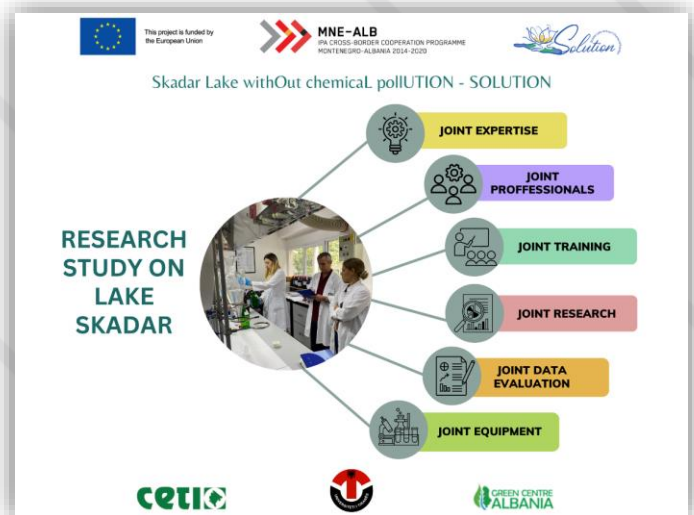 This project is funded by
the European Union
MNE-ALB
IPA CROSS-BORDER COOPERATION PROGRAMME
MONTENEGRO-ALBANIA 2014-2020
Solution
Skadar Lake withOut chemicaL pollUTION - SOLUTION
RESEARCH
STUDY ON
LAKE
SKADAR
JOINT EXPERTISE
JOINT
PROFFESSIONALS
JOINT TRAINING
JOINT RESEARCH
JOINT DATA
EVALUATION
JOINT EQUIPMENT
CETI
GREEN CENTRE
ALBANIA